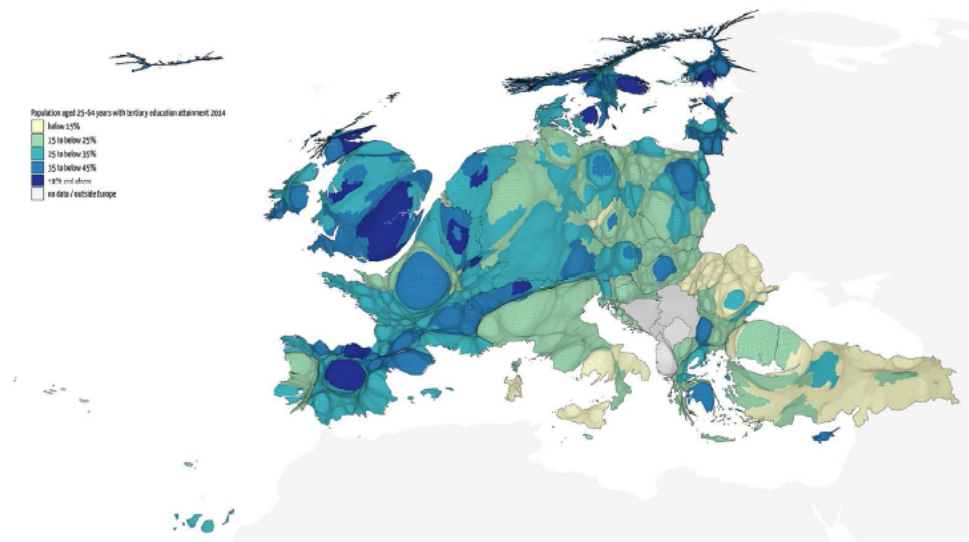 Population aged 25-64 years with tertiary education attainment 2014
below 15%
15 to below 25%
25 to below 35%
35 to below 45%
and above
no data / outside Europe